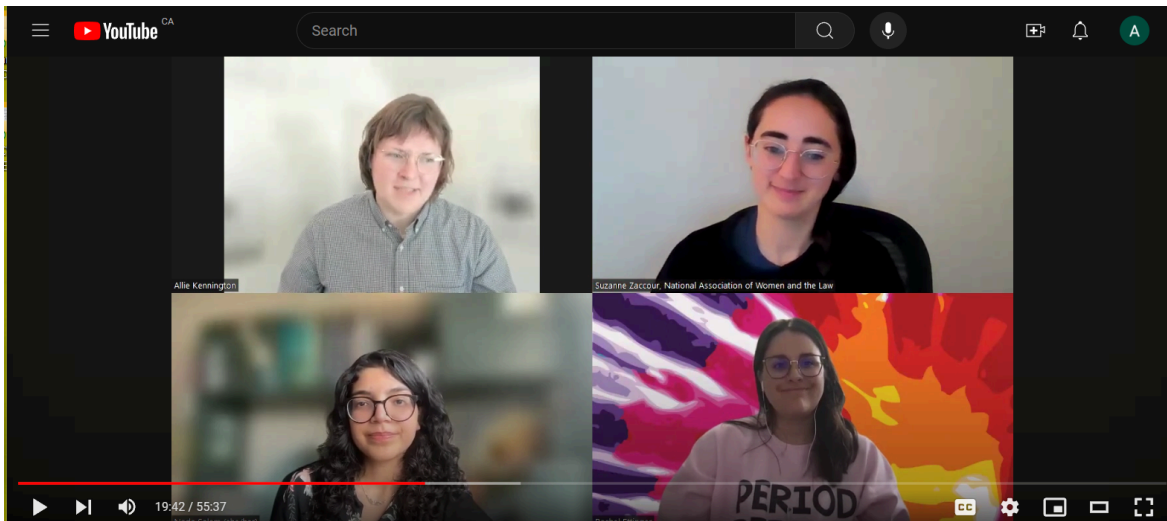 YouTube CA
Search
A
Allie Kennington
Suzanne Zaccour, National Association of Women and the Law
PERIOD
19:42 / 55:37
CC